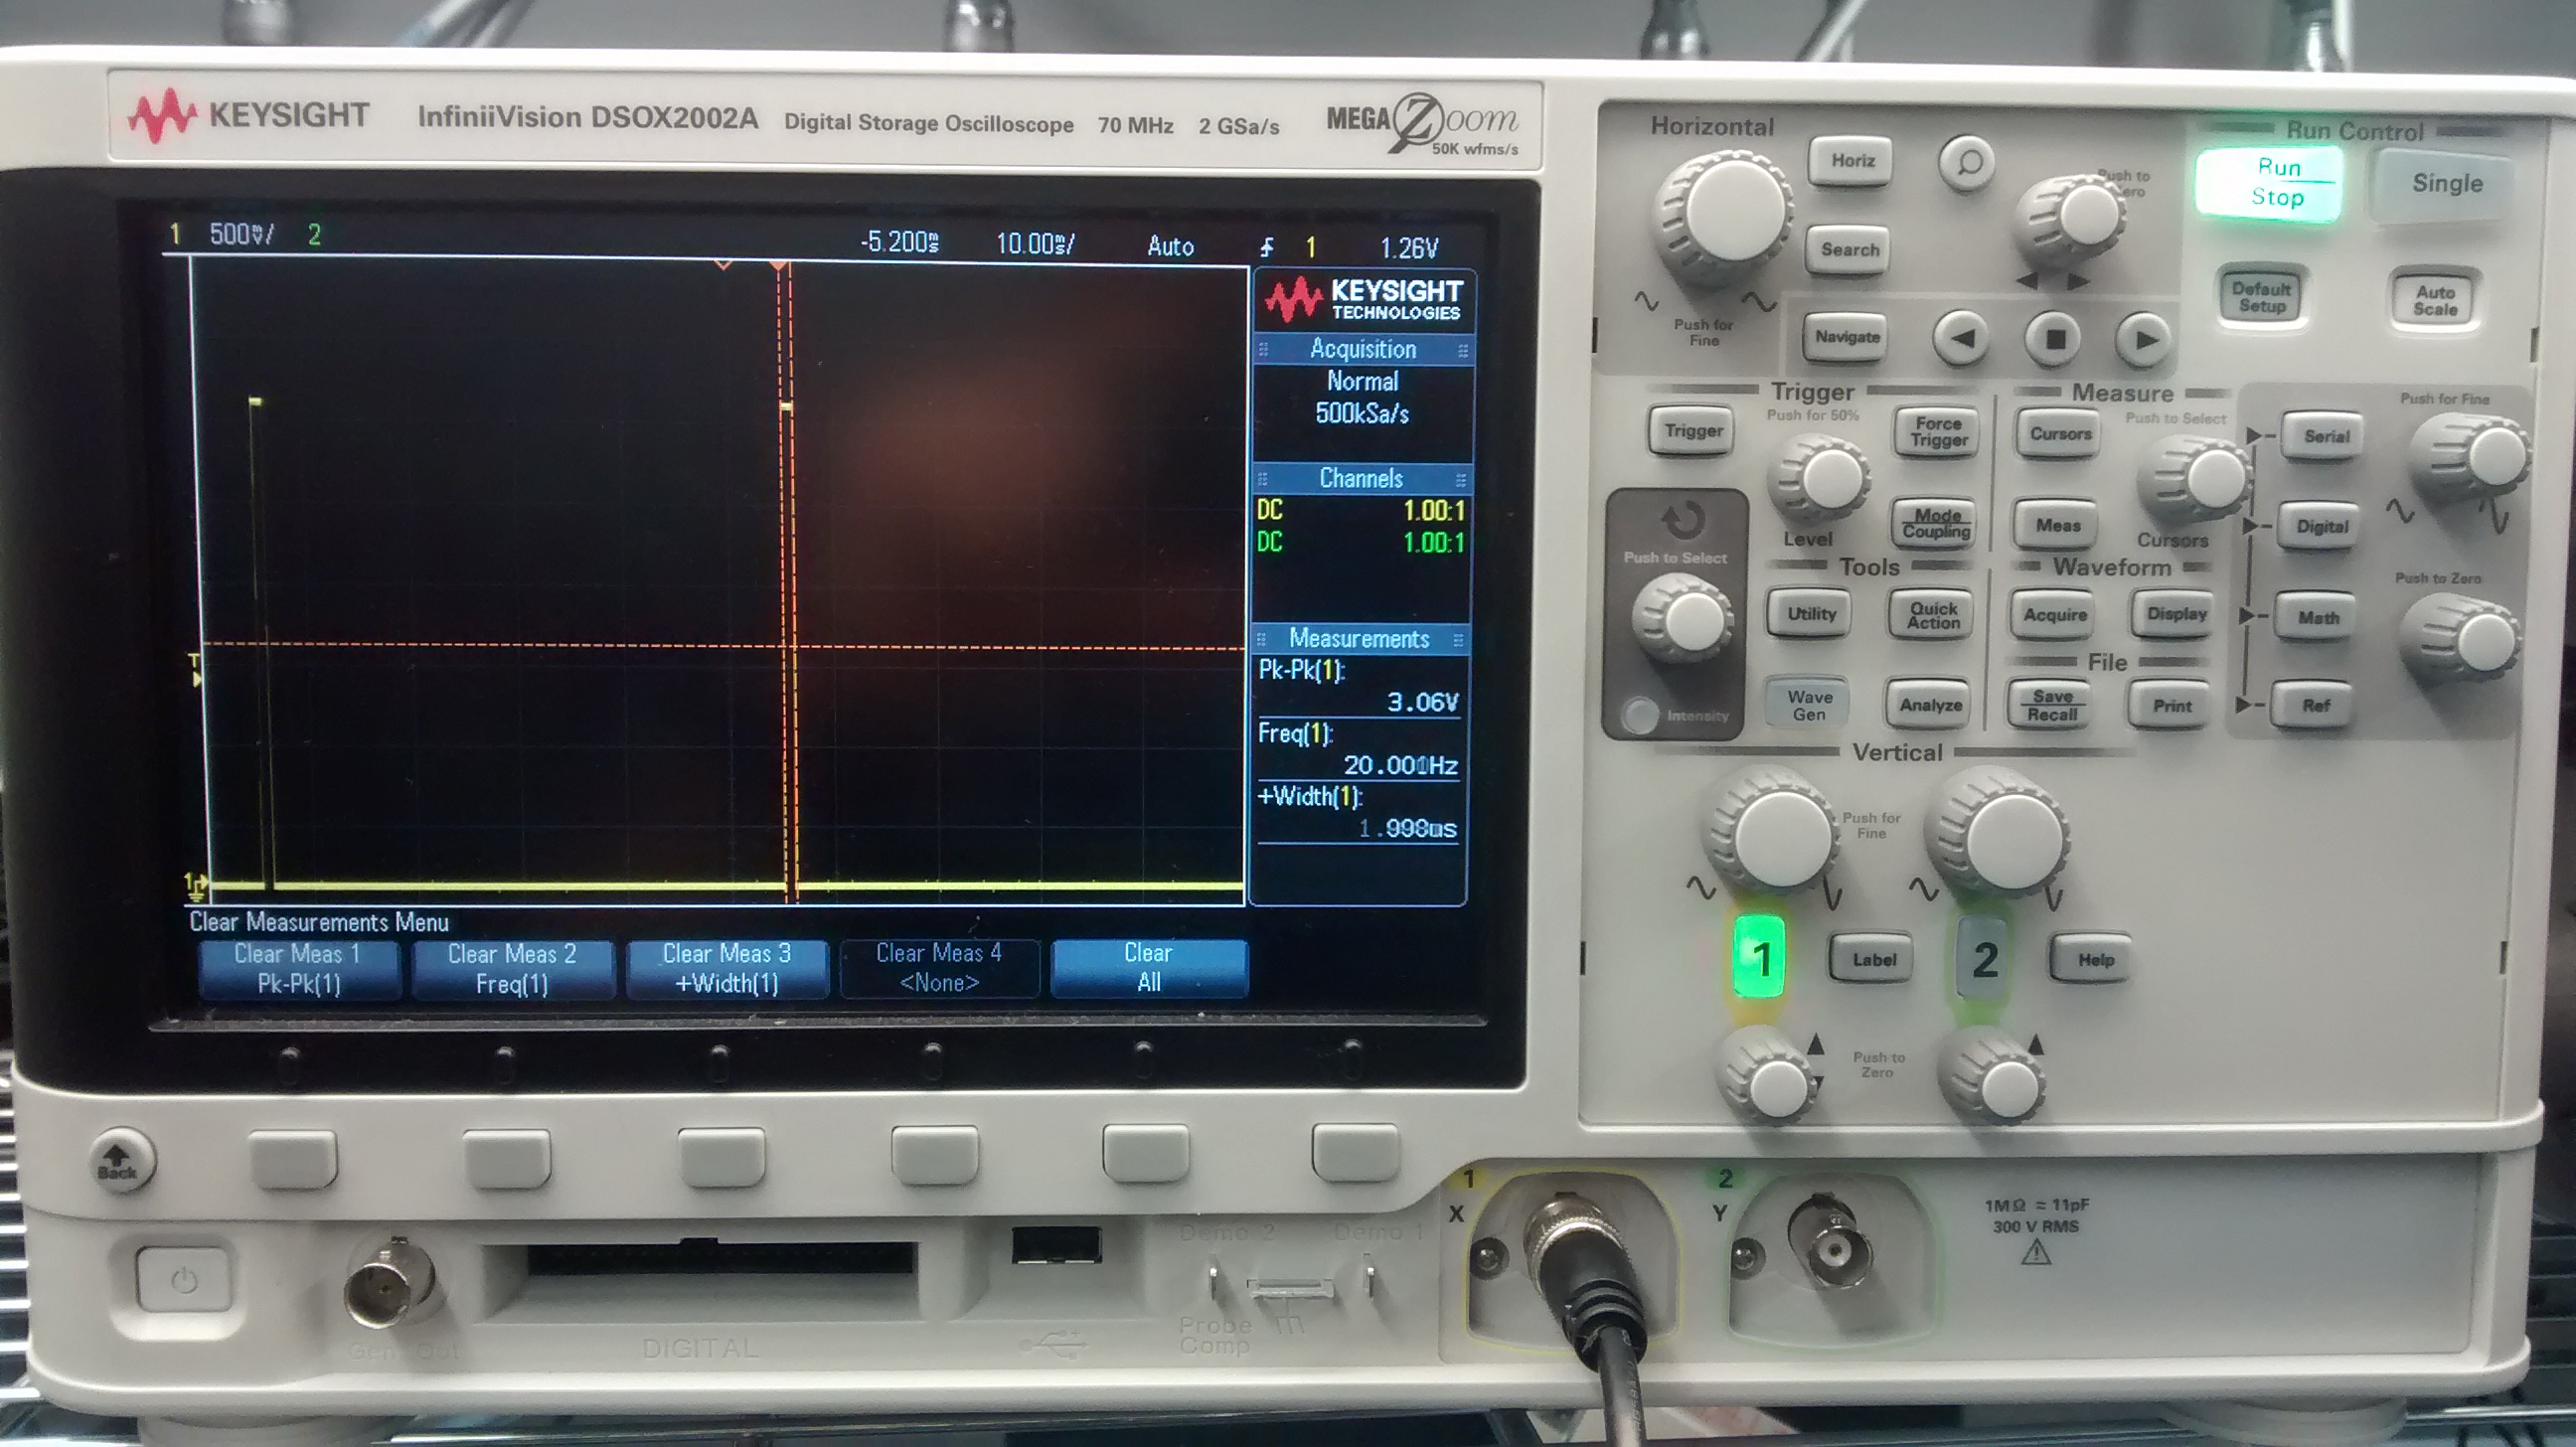 KEYSIGHT InfiniiVision DSOX2002A Digital Storage Oscilloscope 70 MHz 2 GSa/s MEGA Zoom
50K wfms/s
1 500mV/ 2 -5.200ms 10.00ms/ Auto 1 1.26V
KEYSIGHT
TECHNOLOGIES
Acquisition
Normal
500kSa/s
Channels
DC 1.00:1
DC 1.00:1
Measurements
Pk-Pk(1):
3.06V
Freq(1):
Hz
+Width(1):
1.998ms
T
1
Clear Measurements Menu
Clear Meas 1
Pk-Pk(1)
Clear Meas 2
Freq(1)
Clear Meas 3
+Width(1)
Clear Meas 4
<None>
Clear
All
Back
Horizontal
Horiz
Search
Navigate
Push for
Fine
Push to
Run Control
Run
Stop
Single
Default
Setup
Auto
Scale
Trigger
Push for 50%
Trigger
Force
Trigger
Level
Mode
Coupling
Measure
Cursors
Push to Select
Meas
Cursors
Push to Select
Intensity
Tools
Utility
Quick
Action
Wave
Gen
Analyze
Waveform
Acquire
Display
File
Save
Recall
Print
Push for Fine
Serial
Digital
Push to Zero
Math
Ref
Vertical
Push for
Fine
1
Label
2
Help
Push to
Zero
Gen Out
DIGITAL
Demo 2
Demo 1
Probe
Comp
1
X
2
Y
1MΩ ≈ 11pF
300 V RMS